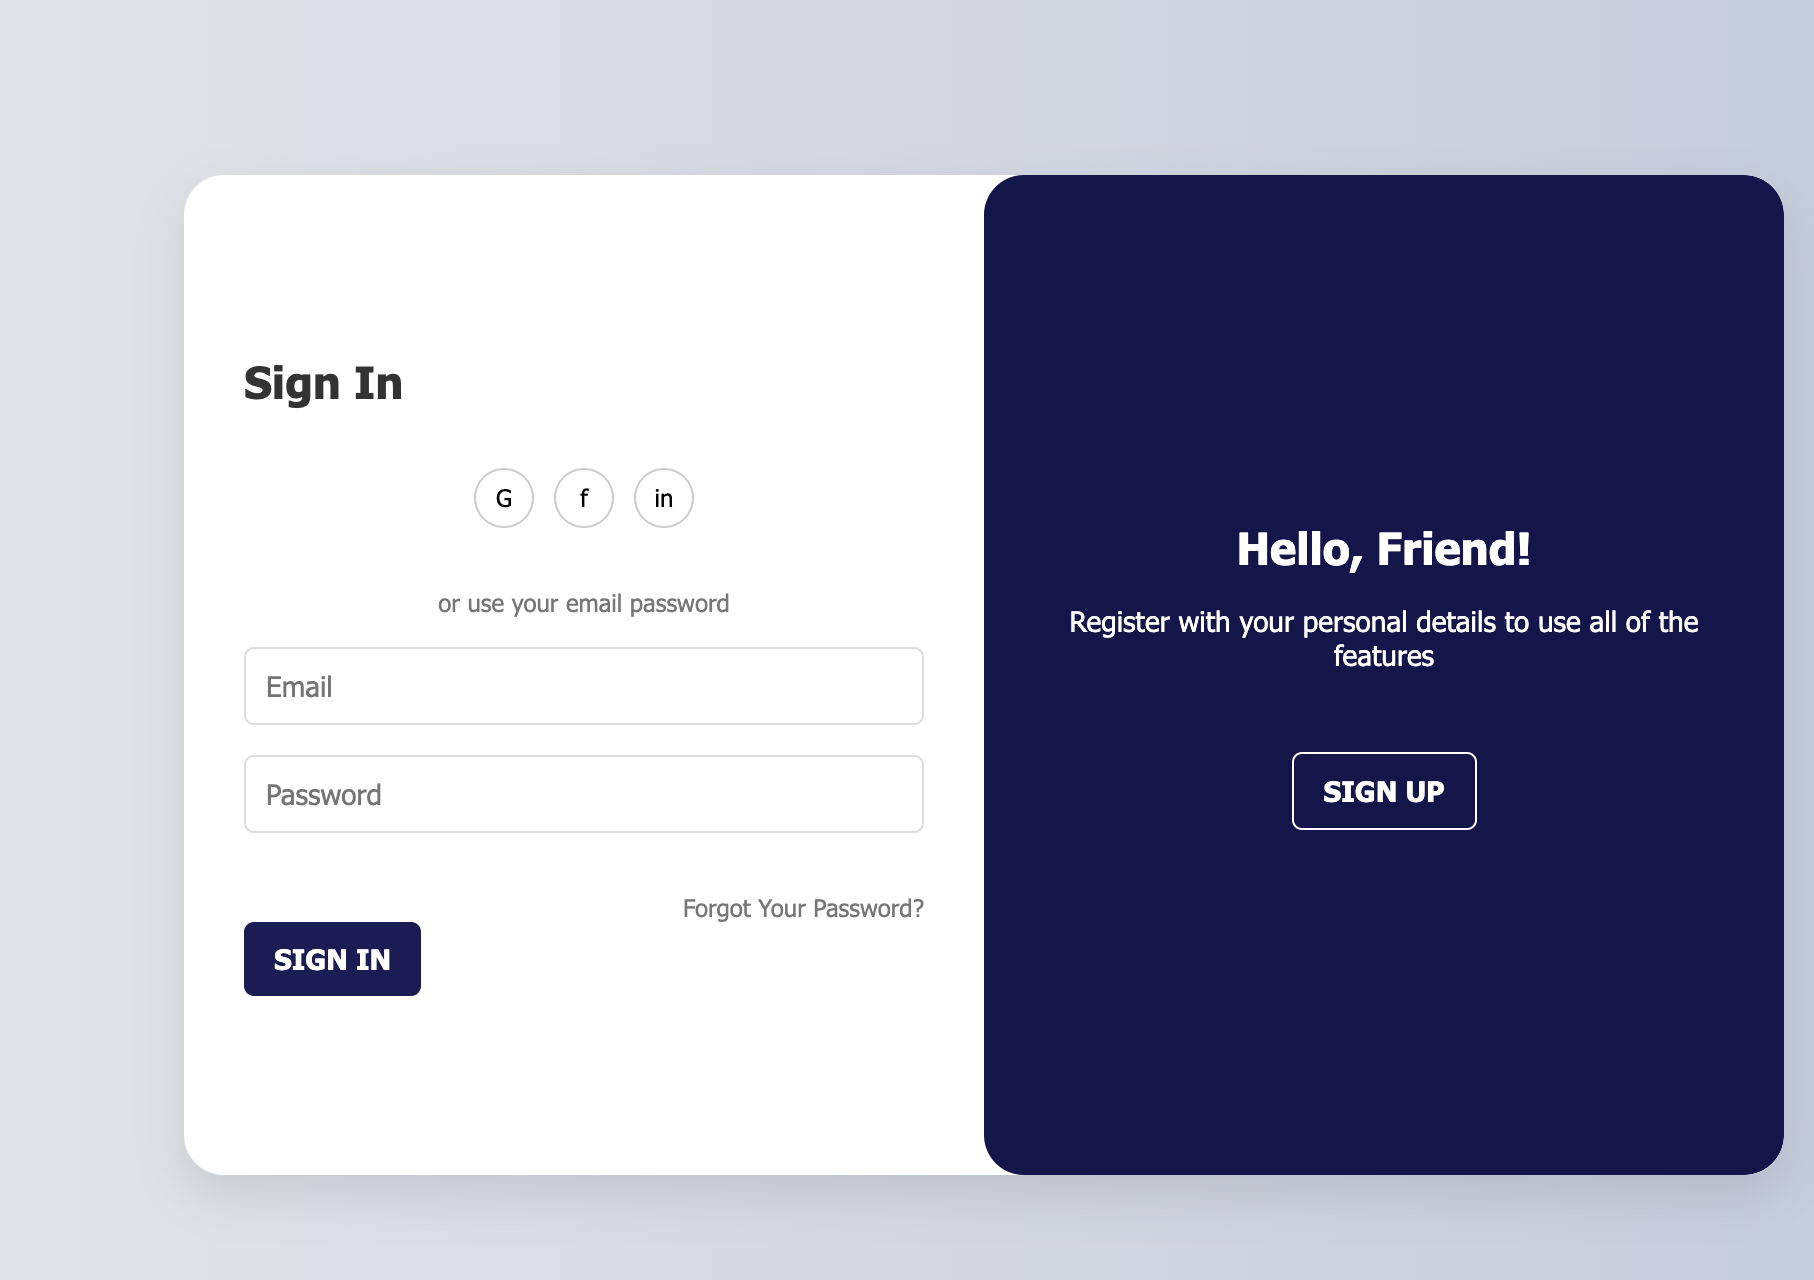 Sign In
G f in
or use your email password
Email
Password
Forgot Your Password?
SIGN IN
Hello, Friend!
Register with your personal details to use all of the
features
SIGN UP